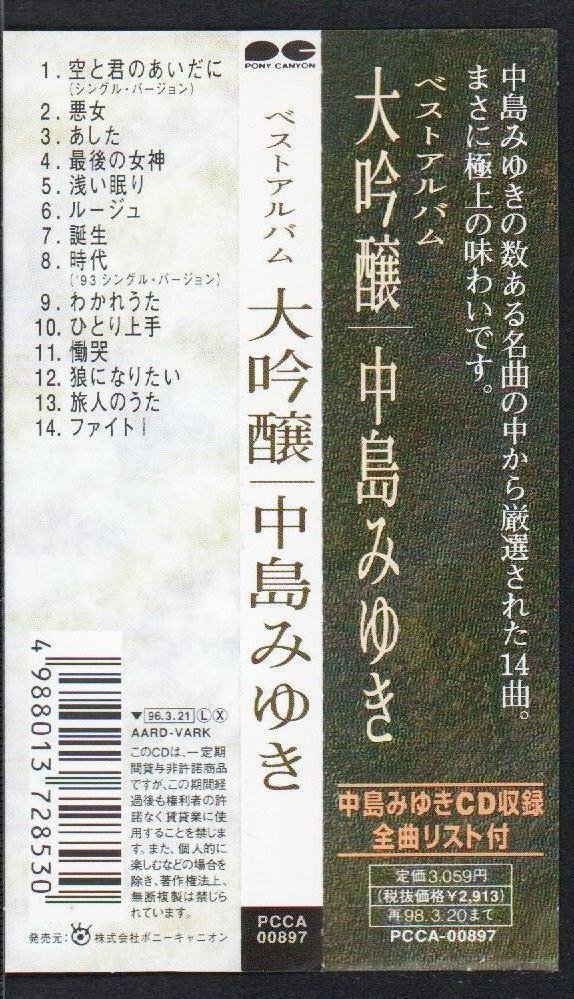 1. 空と君のあいだに
(シングル・バージョン)
2. 悪女
3. あした
4. 最後の女神
5. 浅い眠り
6. ルージュ
7. 誕生
8. 時代
('93 シングル・バージョン)
9. わかれうた
10. ひとり上手
11. 慟哭
12. 狼になりたい
13. 旅人のうた
14. ファイト!
4 988013 728530
▼96.3.21 Ⓛ Ⓧ
AARD-VARK
このCDは、一定期
間貸与非許諾商品
ですが、この期間経
過後も権利者の許
諾なく賃貸業に使
用することを禁じま
す。また、個人的に
楽しむなどの場合を
除き、著作権法上、
無断複製は禁じら
れています。
発売元: 株式会社ポニーキャニオン
PONY CANYON
ベストアルバム
大吟醸|中島みゆき
PCCA
00897
中島みゆきの数ある名曲の中から厳選された14曲。
まさに極上の味わいです。
ベストアルバム
大吟醸|中島みゆき
中島みゆきCD収録
全曲リスト付
定価3,059円
(税抜価格¥2,913)
再98.3.20まで
PCCA-00897